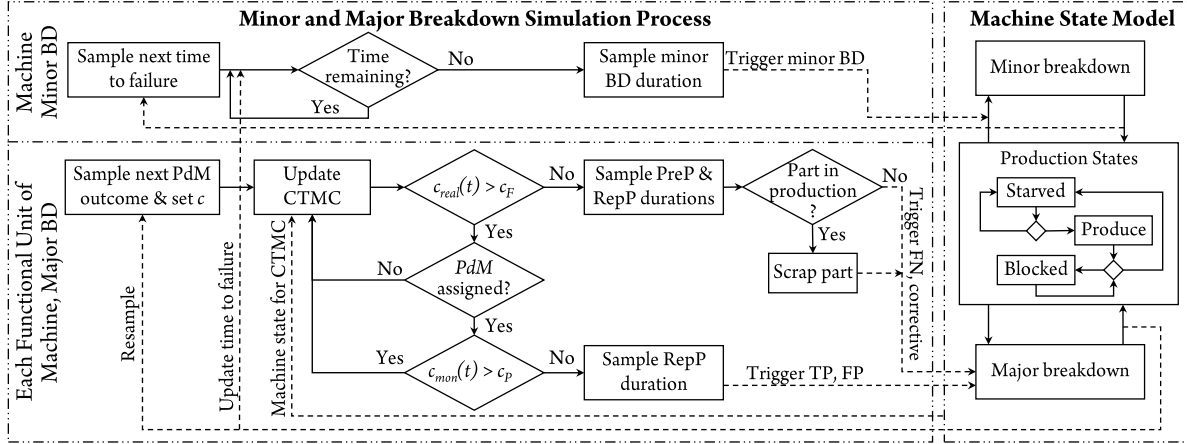 Minor and Major Breakdown Simulation Process
Machine State Model
Machine
Minor BD
Sample next time
to failure
Time
remaining?
No
Yes
Sample minor
BD duration
Trigger minor BD
Minor breakdown
Each Functional Unit of
Machine, Major BD
Sample next PdM
outcome & set c
Update
CTMC
c_real(t) > c_F
No
Yes
Sample PreP &
RepP durations
Part in
production
?
No
Yes
Scrap part
Trigger FN, corrective
PdM
assigned?
No
Yes
c_mon(t) > c_P
Yes
No
Sample RepP
duration
Trigger TP, FP
Resample
Update time to failure
Machine state for CTMC
Production States
Starved
Produce
Blocked
Major breakdown